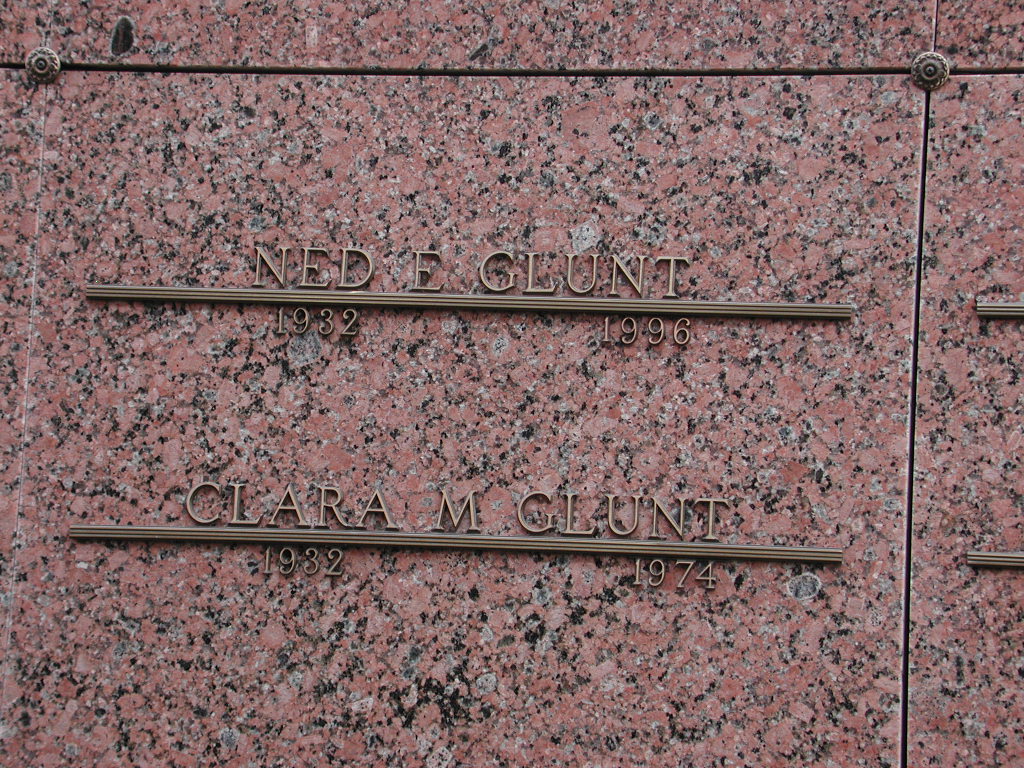 NED E GLUNT
1932 1996
CLARA M GLUNT
1932 1974